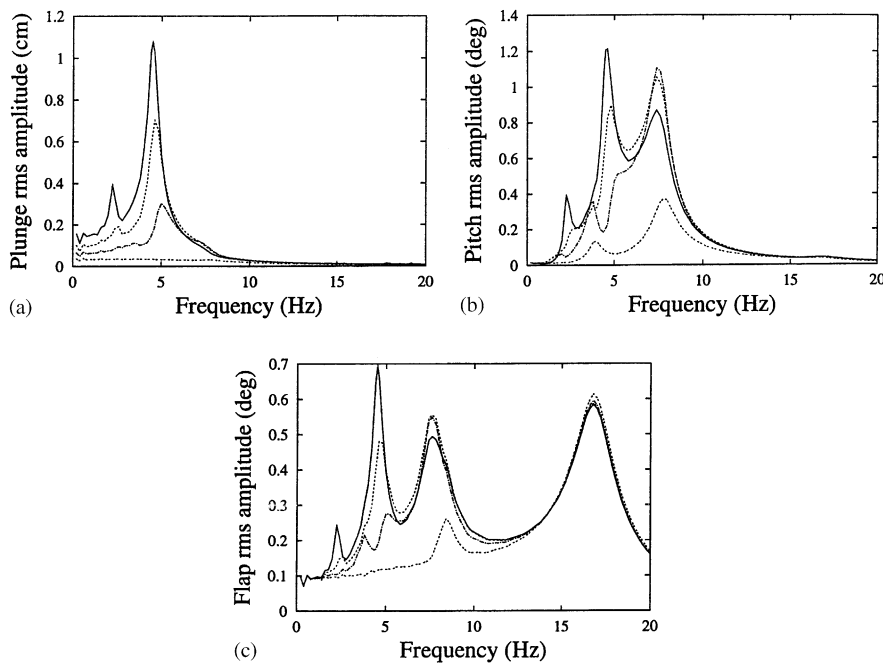 1.2
1
0.8
0.6
0.4
0.2
0
Plunge rms amplitude (cm)
0 5 10 15 20
Frequency (Hz)
(a)
1.4
1.2
1.0
0.8
0.6
0.4
0.2
0
Pitch rms amplitude (deg)
0 5 10 15 20
Frequency (Hz)
(b)
0.7
0.6
0.5
0.4
0.3
0.2
0.1
0
Flap rms amplitude (deg)
0 5 10 15 20
Frequency (Hz)
(c)